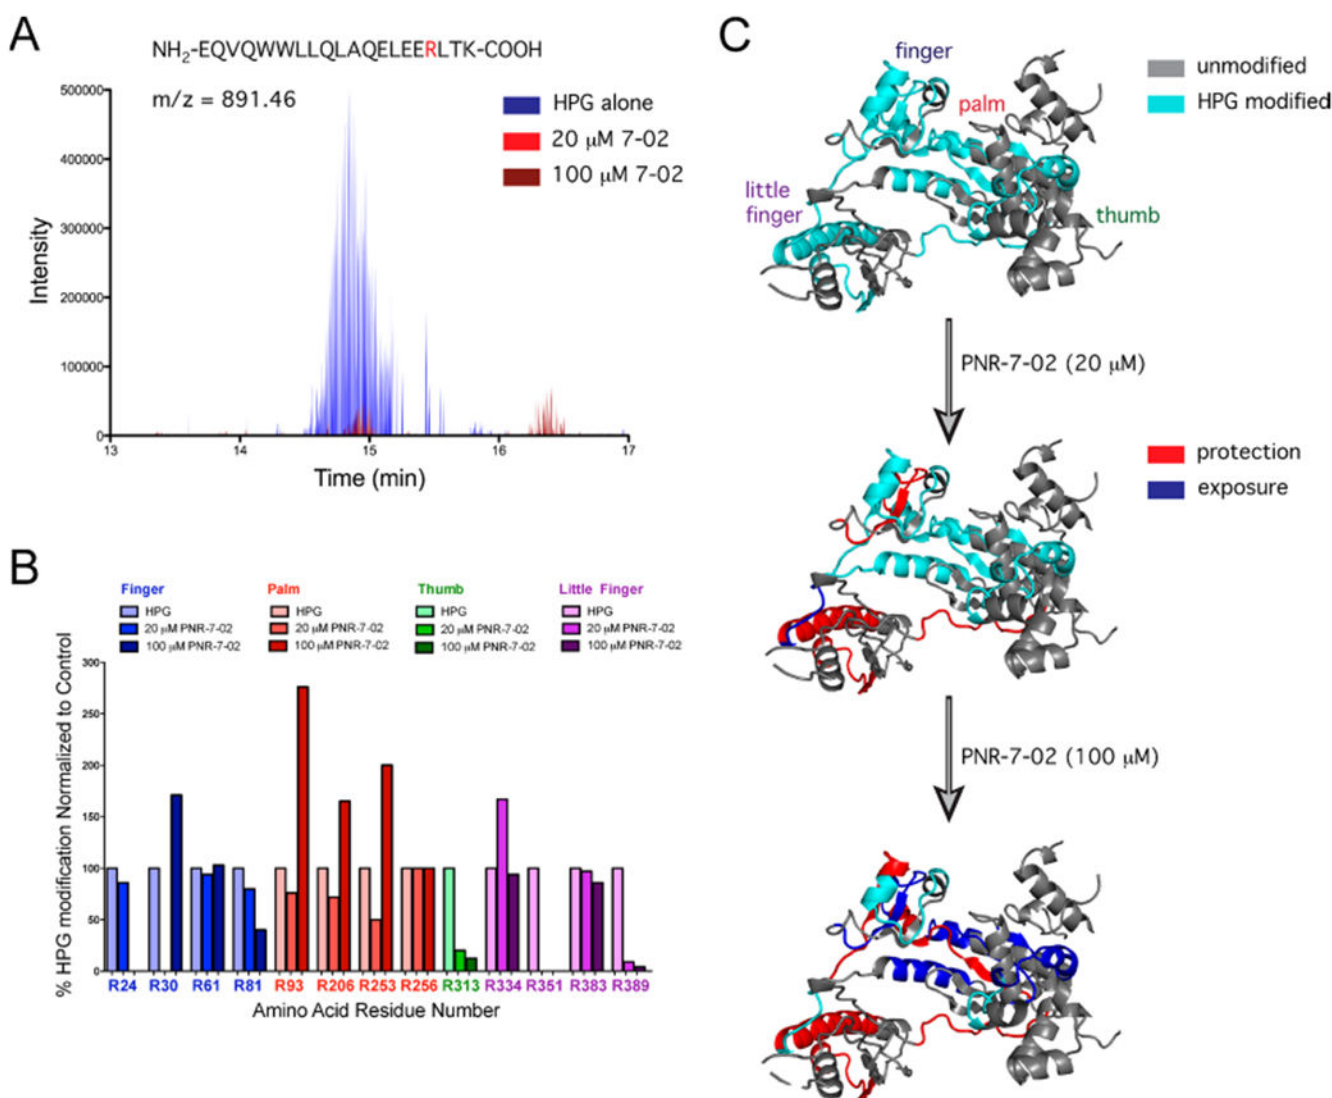 A
NH2-EQVQWWLLQLAQELEERLTK-COOH
m/z = 891.46
HPG alone
20 μM 7-02
100 μM 7-02
500000
400000
300000
200000
100000
0
Intensity
13 14 15 16 17
Time (min)
B
Finger Palm Thumb Little Finger
HPG HPG HPG HPG
20 μM PNR-7-02 20 μM PNR-7-02 20 μM PNR-7-02 20 μM PNR-7-02
100 μM PNR-7-02 100 μM PNR-7-02 100 μM PNR-7-02 100 μM PNR-7-02
% HPG modification Normalized to Control
300
250
200
150
100
50
0
R24 R30 R61 R81 R93 R206 R253 R256 R313 R334 R351 R383 R389
Amino Acid Residue Number
C
finger
palm
little
finger
thumb
unmodified
HPG modified
PNR-7-02 (20 μM)
protection
exposure
PNR-7-02 (100 μM)